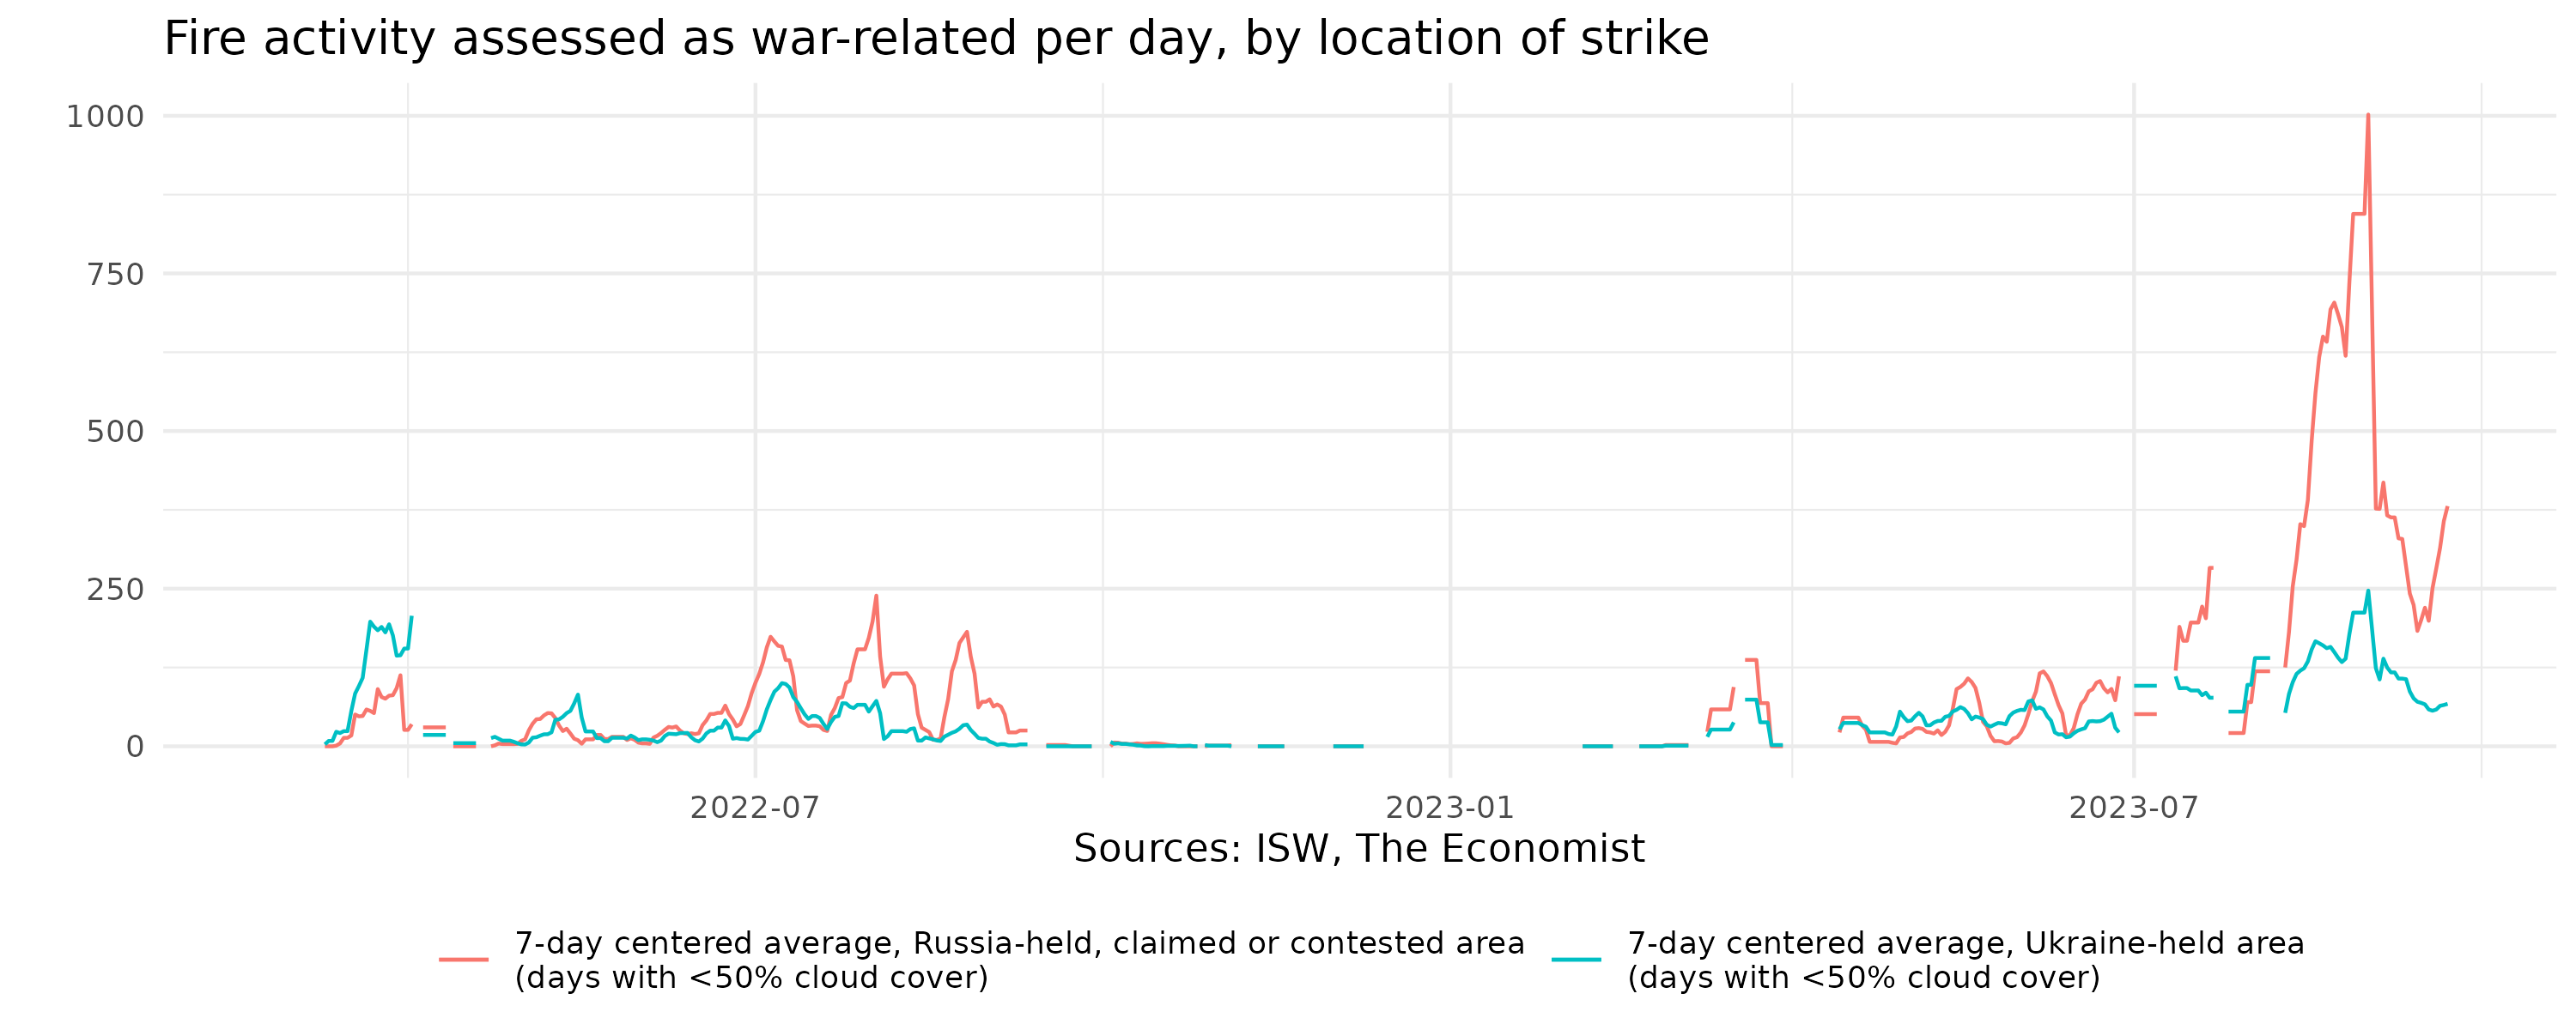 Fire activity assessed as war-related per day, by location of strike
1000
750
500
250
0
2022-07
2023-01
2023-07
Sources: ISW, The Economist
7-day centered average, Russia-held, claimed or contested area
(days with <50% cloud cover)
7-day centered average, Ukraine-held area
(days with <50% cloud cover)